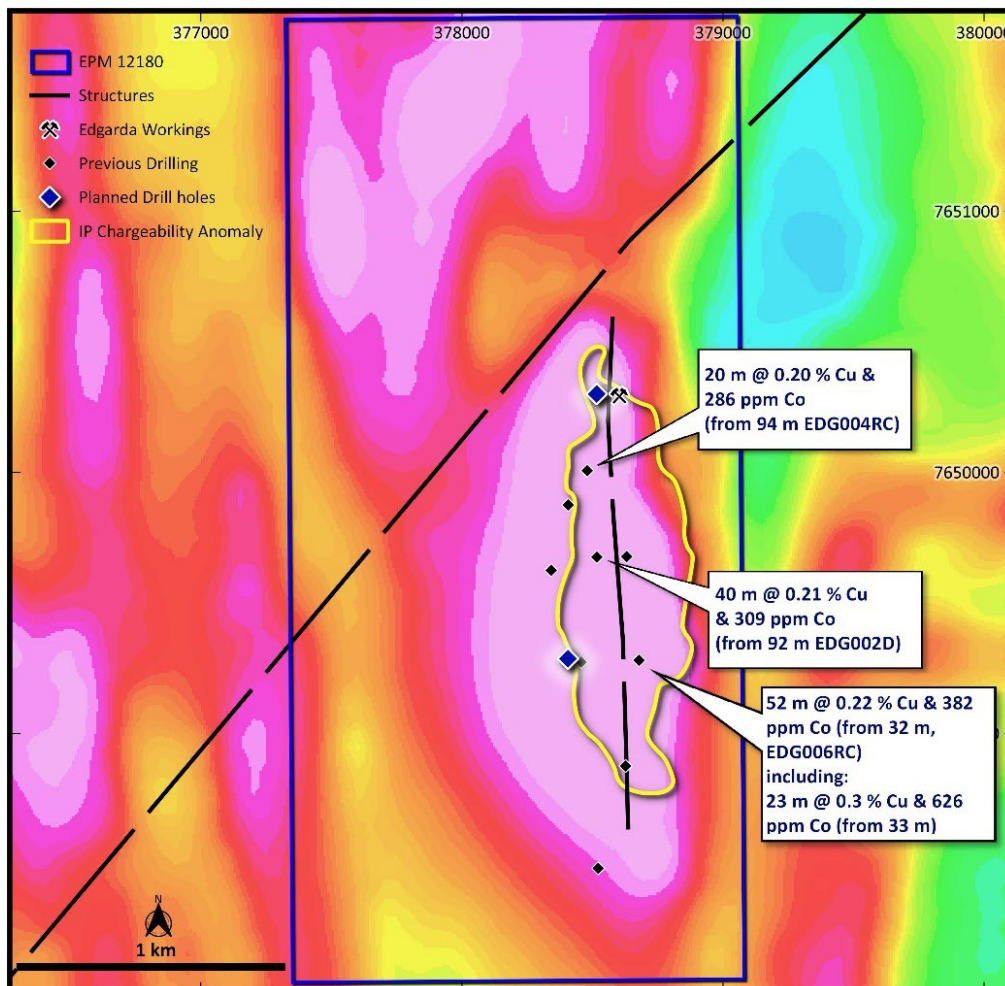 377000
378000
379000
380000
EPM 12180
Structures
Edgarda Workings
Previous Drilling
Planned Drill holes
IP Chargeability Anomaly
7651000
20 m @ 0.20 % Cu &
286 ppm Co
(from 94 m EDG004RC)
7650000
40 m @ 0.21 % Cu
& 309 ppm Co
(from 92 m EDG002D)
52 m @ 0.22 % Cu & 382
ppm Co (from 32 m,
EDG006RC)
including:
23 m @ 0.3 % Cu & 626
ppm Co (from 33 m)
N
1 km